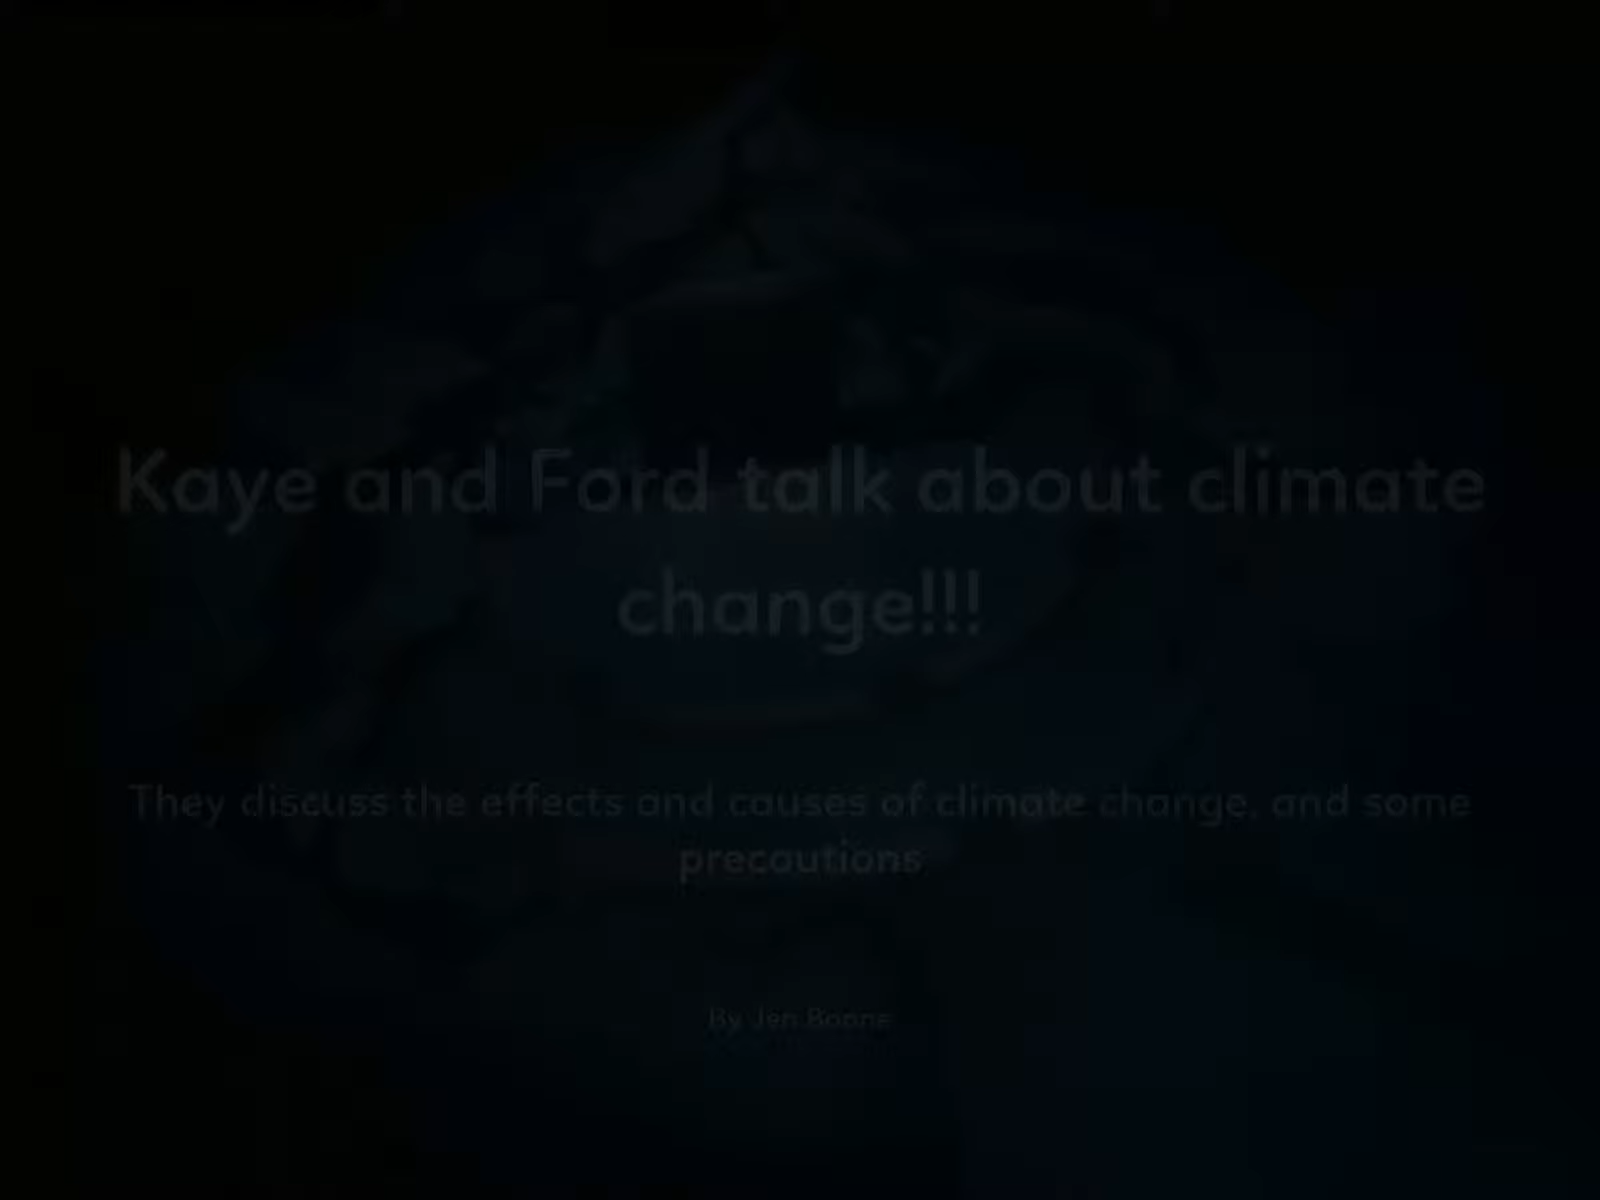 Kaye and Ford talk about climate
change!!!
They discuss the effects and causes of climate change, and some
precautions
By Jen Boone